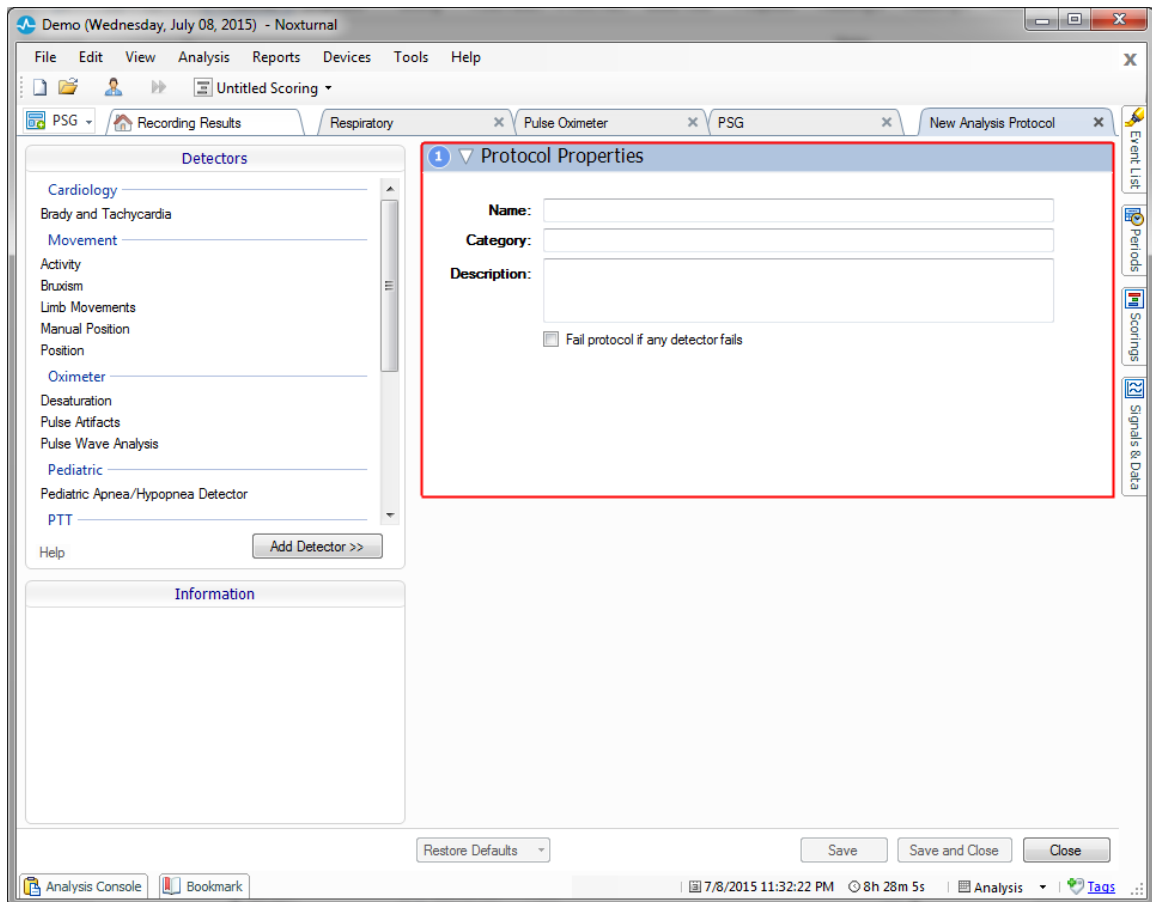 Demo (Wednesday, July 08, 2015) - Noxturnal
File Edit View Analysis Reports Devices Tools Help
Untitled Scoring
PSG Recording Results Respiratory Pulse Oximeter PSG New Analysis Protocol
Detectors
Cardiology
Brady and Tachycardia
Movement
Activity
Bruxism
Limb Movements
Manual Position
Position
Oximeter
Desaturation
Pulse Artifacts
Pulse Wave Analysis
Pediatric
Pediatric Apnea/Hypopnea Detector
PTT
Help Add Detector >>
Information
1 Protocol Properties
Name:
Category:
Description:
Fail protocol if any detector fails
Event List
Periods
Scorings
Signals & Data
Restore Defaults Save Save and Close Close
Analysis Console Bookmark 7/8/2015 11:32:22 PM 8h 28m 5s Analysis Tags